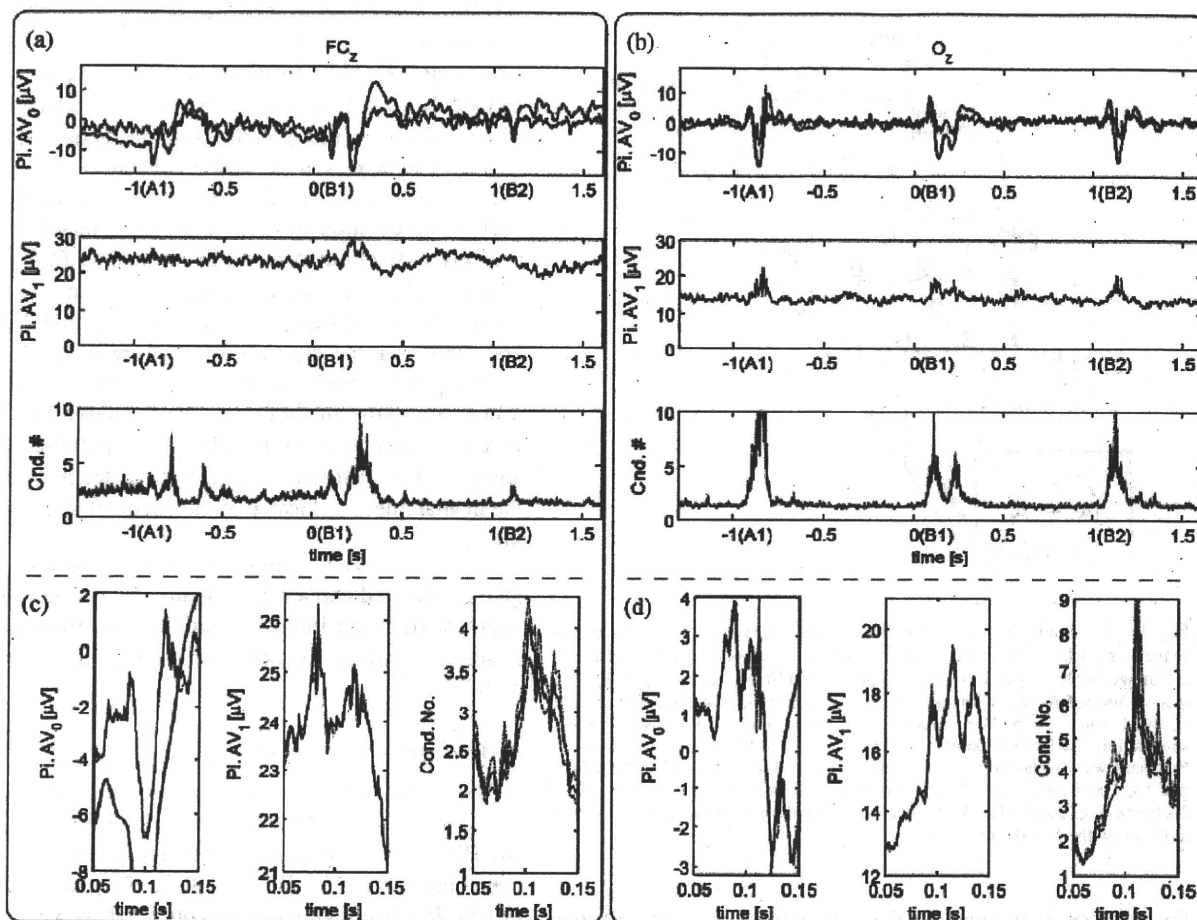 (a)
FCz
Pi. AV0 [µV]
10
0
-10
-1(A1) -0.5 0(B1) 0.5 1(B2) 1.5
Pi. AV1 [µV]
30
20
10
0
-1(A1) -0.5 0(B1) 0.5 1(B2) 1.5
Cnd. #
10
5
0
-1(A1) -0.5 0(B1) 0.5 1(B2) 1.5
time [s]
(b)
Oz
Pi. AV0 [µV]
10
0
-10
-1(A1) -0.5 0(B1) 0.5 1(B2) 1.5
Pi. AV1 [µV]
30
20
10
0
-1(A1) -0.5 0(B1) 0.5 1(B2) 1.5
Cnd. #
10
5
0
-1(A1) -0.5 0(B1) 0.5 1(B2) 1.5
time [s]
(c)
Pi. AV0 [µV]
2
0
-2
-4
-6
-8
0.05 0.1 0.15
time [s]
Pi. AV1 [µV]
26
25
24
23
22
21
0.05 0.1 0.15
time [s]
Cond. No.
4
3.5
3
2.5
2
1.5
1
0.05 0.1 0.15
time [s]
(d)
Pi. AV0 [µV]
4
3
2
1
0
-1
-2
-3
0.05 0.1 0.15
time [s]
Pi. AV1 [µV]
20
18
16
14
12
0.05 0.1 0.15
time [s]
Cond. No.
9
8
7
6
5
4
3
2
1
0.05 0.1 0.15
time [s]